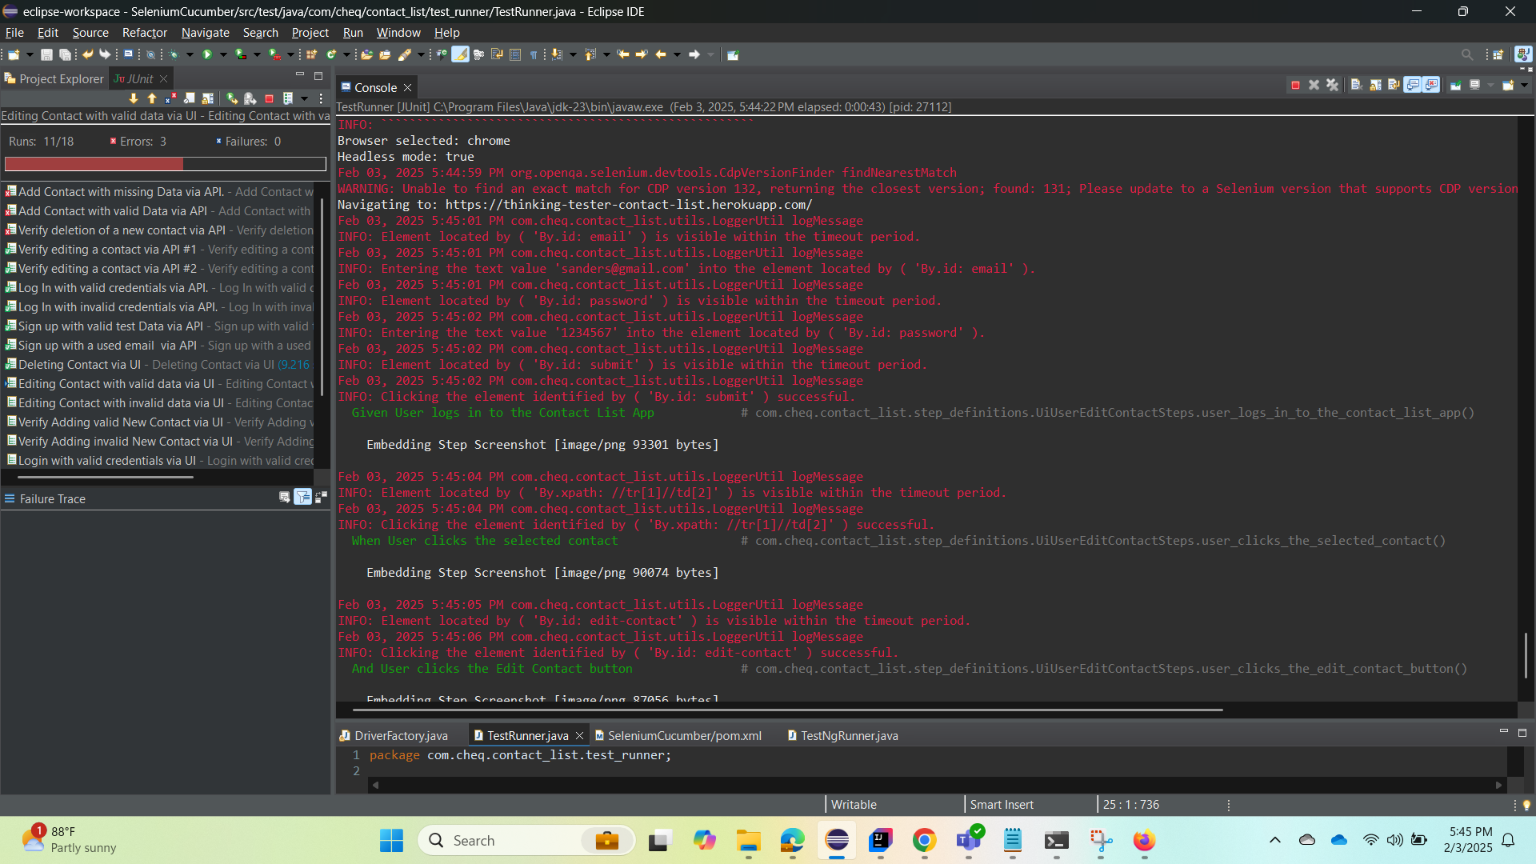 eclipse-workspace - SeleniumCucumber/src/test/java/com/cheq/contact_list/test_runner/TestRunner.java - Eclipse IDE
File Edit Source Refactor Navigate Search Project Run Window Help
Project Explorer JUnit
Editing Contact with valid data via UI - Editing Contact with va
Runs: 11/18 Errors: 3 Failures: 0
Add Contact with missing Data via API. - Add Contact w
Add Contact with valid Data via API - Add Contact with
Verify deletion of a new contact via API - Verify deletion
Verify editing a contact via API #1 - Verify editing a cont
Verify editing a contact via API #2 - Verify editing a cont
Log In with valid credentials via API. - Log In with valid c
Log In with invalid credentials via API. - Log In with inva
Sign up with valid test Data via API - Sign up with valid
Sign up with a used email via API - Sign up with a used
Deleting Contact via UI - Deleting Contact via UI (9.216
Editing Contact with valid data via UI - Editing Contact v
Editing Contact with invalid data via UI - Editing Contac
Verify Adding valid New Contact via UI - Verify Adding v
Verify Adding invalid New Contact via UI - Verify Adding
Login with valid credentials via UI - Login with valid crec
Failure Trace
Console
TestRunner [JUnit] C:\Program Files\Java\jdk-23\bin\javaw.exe (Feb 3, 2025, 5:44:22 PM elapsed: 0:00:43) [pid: 27112]
INFO:
Browser selected: chrome
Headless mode: true
Feb 03, 2025 5:44:59 PM org.openqa.selenium.devtools.CdpVersionFinder findNearestMatch
WARNING: Unable to find an exact match for CDP version 132, returning the closest version; found: 131; Please update to a Selenium version that supports CDP version
Navigating to: https://thinking-tester-contact-list.herokuapp.com/
Feb 03, 2025 5:45:01 PM com.cheq.contact_list.utils.LoggerUtil logMessage
INFO: Element located by ( 'By.id: email' ) is visible within the timeout period.
Feb 03, 2025 5:45:01 PM com.cheq.contact_list.utils.LoggerUtil logMessage
INFO: Entering the text value 'sanders@gmail.com' into the element located by ( 'By.id: email' ).
Feb 03, 2025 5:45:01 PM com.cheq.contact_list.utils.LoggerUtil logMessage
INFO: Element located by ( 'By.id: password' ) is visible within the timeout period.
Feb 03, 2025 5:45:02 PM com.cheq.contact_list.utils.LoggerUtil logMessage
INFO: Entering the text value '1234567' into the element located by ( 'By.id: password' ).
Feb 03, 2025 5:45:02 PM com.cheq.contact_list.utils.LoggerUtil logMessage
INFO: Element located by ( 'By.id: submit' ) is visible within the timeout period.
Feb 03, 2025 5:45:02 PM com.cheq.contact_list.utils.LoggerUtil logMessage
INFO: Clicking the element identified by ( 'By.id: submit' ) successful.
Given User logs in to the Contact List App # com.cheq.contact_list.step_definitions.UiUserEditContactSteps.user_logs_in_to_the_contact_list_app()
Embedding Step Screenshot [image/png 93301 bytes]
Feb 03, 2025 5:45:04 PM com.cheq.contact_list.utils.LoggerUtil logMessage
INFO: Element located by ( 'By.xpath: //tr[1]//td[2]' ) is visible within the timeout period.
Feb 03, 2025 5:45:04 PM com.cheq.contact_list.utils.LoggerUtil logMessage
INFO: Clicking the element identified by ( 'By.xpath: //tr[1]//td[2]' ) successful.
When User clicks the selected contact # com.cheq.contact_list.step_definitions.UiUserEditContactSteps.user_clicks_the_selected_contact()
Embedding Step Screenshot [image/png 90074 bytes]
Feb 03, 2025 5:45:05 PM com.cheq.contact_list.utils.LoggerUtil logMessage
INFO: Element located by ( 'By.id: edit-contact' ) is visible within the timeout period.
Feb 03, 2025 5:45:06 PM com.cheq.contact_list.utils.LoggerUtil logMessage
INFO: Clicking the element identified by ( 'By.id: edit-contact' ) successful.
And User clicks the Edit Contact button # com.cheq.contact_list.step_definitions.UiUserEditContactSteps.user_clicks_the_edit_contact_button()
Embedding Step Screenshot [image/png 87056 bytes]
DriverFactory.java TestRunner.java SeleniumCucumber/pom.xml TestNgRunner.java
1 package com.cheq.contact_list.test_runner;
2
Writable Smart Insert 25 : 1 : 736
1 88°F
Partly sunny
Search
5:45 PM
2/3/2025